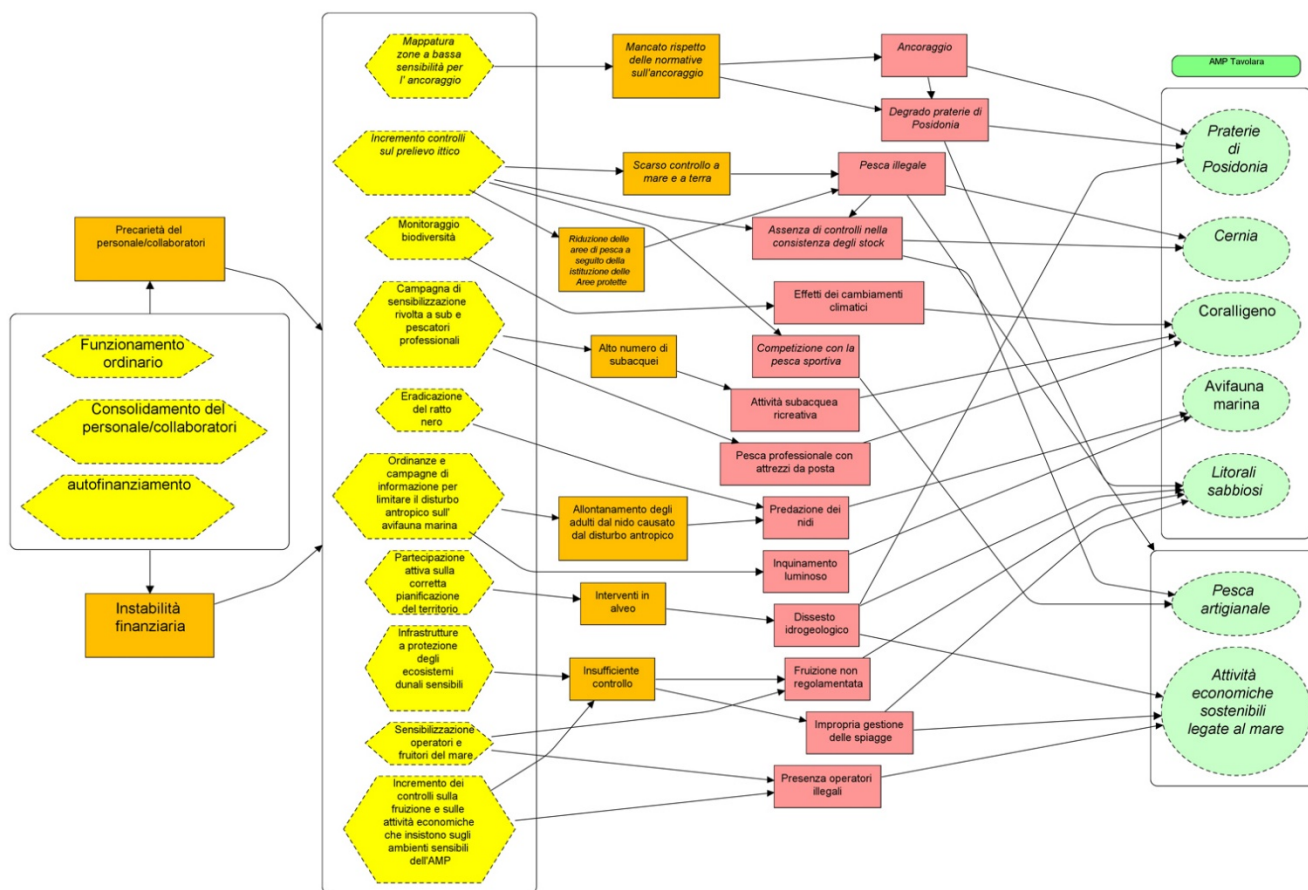 Precarietà del
personale/collaboratori
Funzionamento
ordinario
Consolidamento del
personale/collaboratori
autofinanziamento
Instabilità
finanziaria
Mappatura
zone a bassa
sensibilità per
l' ancoraggio
Incremento controlli
sul prelievo ittico
Monitoraggio
biodiversità
Campagna di
sensibilizzazione
rivolta a sub e
pescatori
professionali
Eradicazione
del ratto
nero
Ordinanze e
campagne di
informazione per
limitare il disturbo
antropico sull'
avifauna marina
Partecipazione
attiva sulla
corretta
pianificazione
del territorio
Infrastrutture
a protezione
degli
ecosistemi
dunali sensibili
Sensibilizzazione
operatori e
fruitori del mare
Incremento dei
controlli sulla
fruizione e sulle
attività economiche
che insistono sugli
ambienti sensibili
dell'AMP
Mancato rispetto
delle normative
sull'ancoraggio
Scarso controllo a
mare e a terra
Riduzione delle
aree di pesca a
seguito della
istituzione delle
Aree protette
Alto numero di
subacquei
Allontanamento degli
adulti dal nido causato
dal disturbo antropico
Interventi in
alveo
Insufficiente
controllo
Ancoraggio
Degrado praterie di
Posidonia
Pesca illegale
Assenza di controlli nella
consistenza degli stock
Effetti dei cambiamenti
climatici
Competizione con la
pesca sportiva
Attività subacquea
ricreativa
Pesca professionale con
attrezzi da posta
Predazione dei
nidi
Inquinamento
luminoso
Dissesto
idrogeologico
Fruizione non
regolamentata
Impropria gestione
delle spiagge
Presenza operatori
illegali
AMP Tavolara
Praterie
di
Posidonia
Cernia
Coralligeno
Avifauna
marina
Litorali
sabbiosi
Pesca
artigianale
Attività
economiche
sostenibili
legate al mare